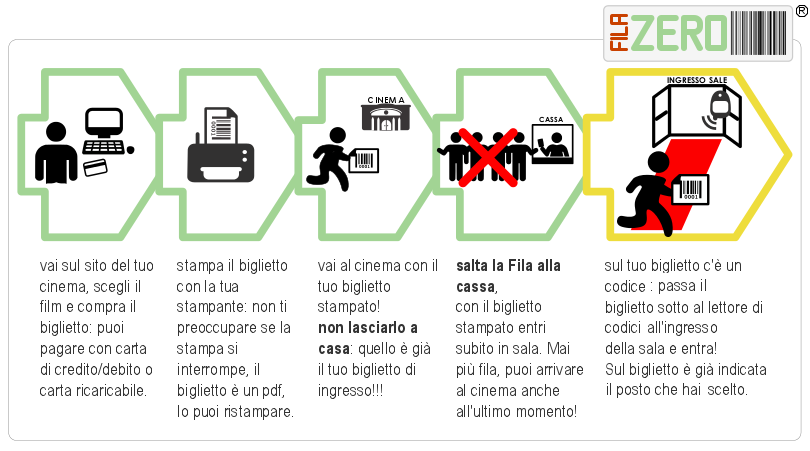 FILA ZERO ®
CINEMA
CASSA
INGRESSO SALE
0001
0001
0001
vai sul sito del tuo
cinema, scegli il
film e compra il
biglietto: puoi
pagare con carta
di credito/debito o
carta ricaricabile.
stampa il biglietto
con la tua
stampante: non ti
preoccupare se la
stampa si
interrompe, il
biglietto è un pdf,
lo puoi ristampare.
vai al cinema con il
tuo biglietto
stampato!
non lasciarlo a
casa: quello è già
il tuo biglietto di
ingresso!!!
salta la Fila alla
cassa,
con il biglietto
stampato entri
subito in sala. Mai
più fila, puoi arrivare
al cinema anche
all'ultimo momento!
sul tuo biglietto c'è un
codice : passa il
biglietto sotto al lettore di
codici all'ingresso
della sala e entra!
Sul biglietto è già indicata
il posto che hai scelto.